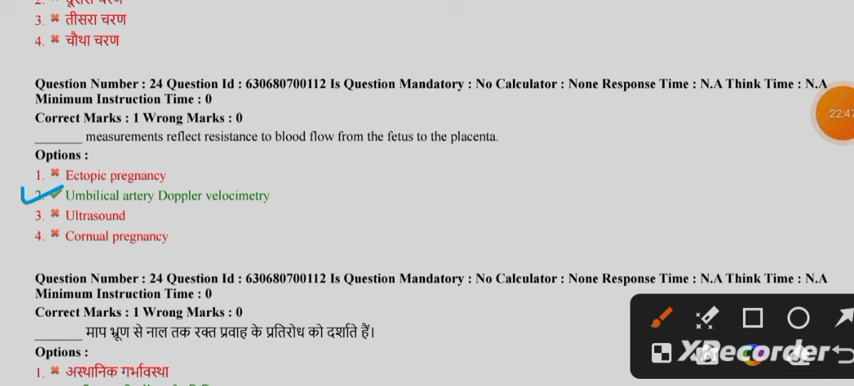 2. दूसरा चरण
3. तीसरा चरण
4. चौथा चरण
Question Number : 24 Question Id : 630680700112 Is Question Mandatory : No Calculator : None Response Time : N.A Think Time : N.A
Minimum Instruction Time : 0
Correct Marks : 1 Wrong Marks : 0
_______ measurements reflect resistance to blood flow from the fetus to the placenta.
Options :
1. Ectopic pregnancy
2. Umbilical artery Doppler velocimetry
3. Ultrasound
4. Cornual pregnancy
Question Number : 24 Question Id : 630680700112 Is Question Mandatory : No Calculator : None Response Time : N.A Think Time : N.A
Minimum Instruction Time : 0
Correct Marks : 1 Wrong Marks : 0
_______ माप भ्रूण से नाल तक रक्त प्रवाह के प्रतिरोध को दर्शाते हैं।
Options :
1. अस्थानिक गर्भावस्था
22:47
XRecorder